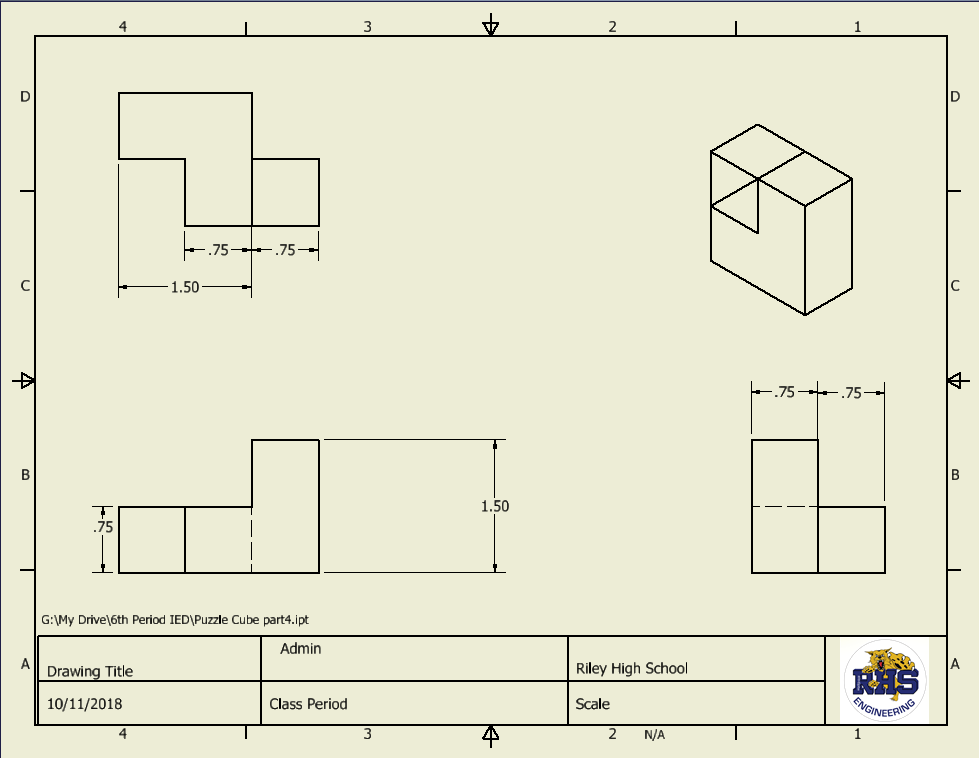 4 3 2 1
D D
.75 .75
1.50
C C
.75 .75
B B
1.50
.75
G:\My Drive\6th Period IED\Puzzle Cube part4.ipt
Admin
A A
Drawing Title
Riley High School
RHS
10/11/2018
Class Period
Scale
ENGINEERING
4 3 2 N/A 1